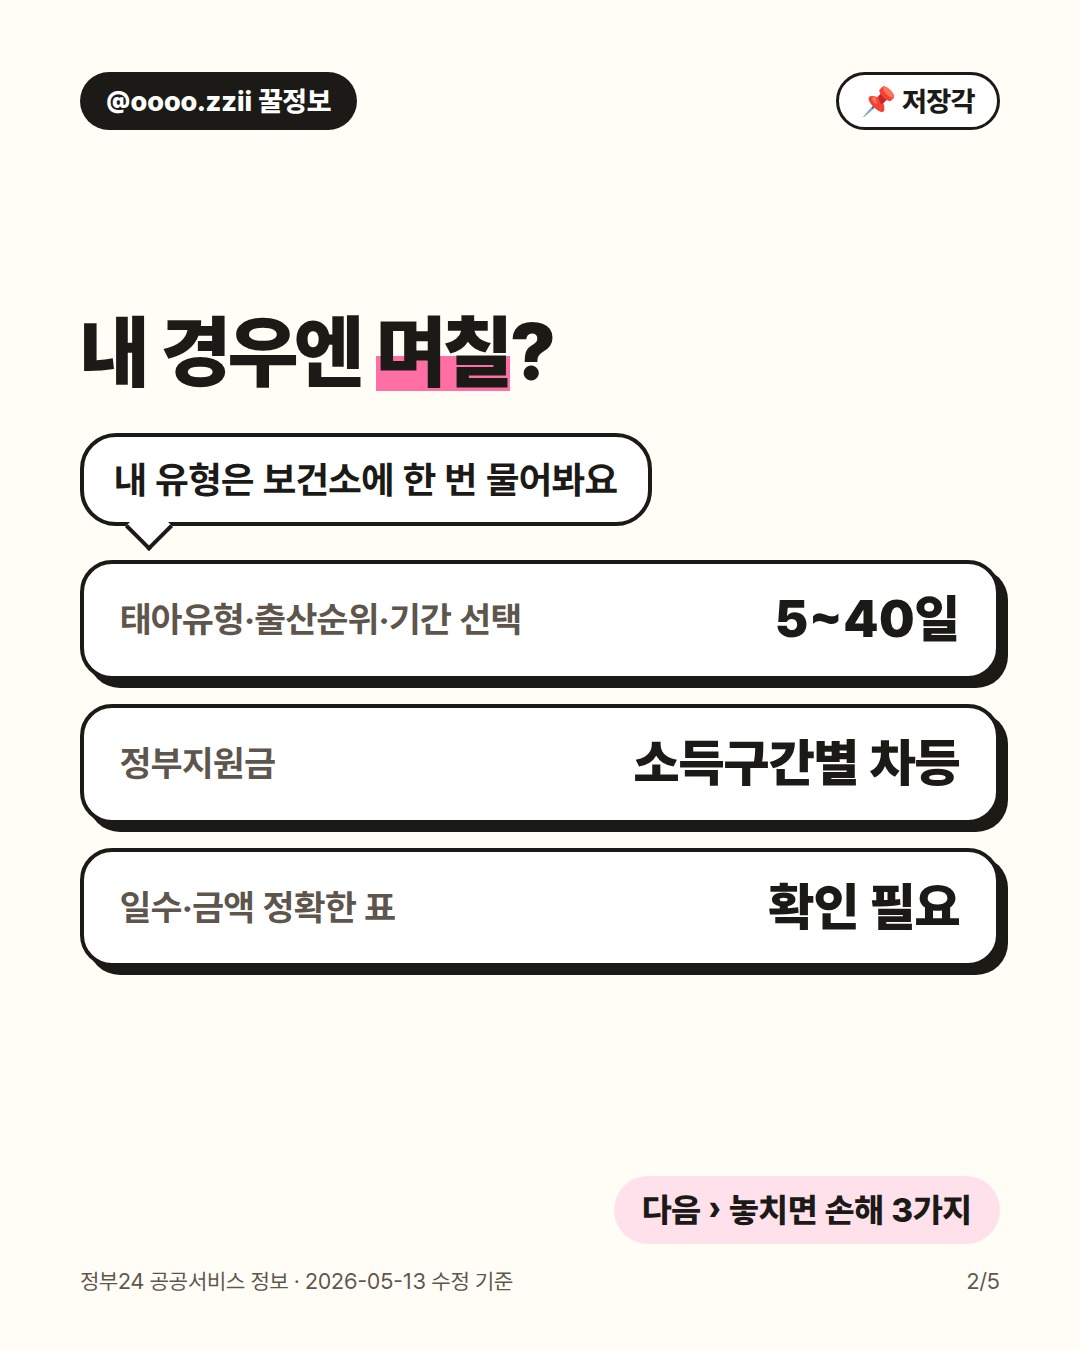 @oooo.zzii 꿀정보
📌 저장각
내 경우엔 며칠?
내 유형은 보건소에 한 번 물어봐요
태아유형·출산순위·기간 선택
5~40일
정부지원금
소득구간별 차등
일수·금액 정확한 표
확인 필요
다음 › 놓치면 손해 3가지
정부24 공공서비스 정보 · 2026-05-13 수정 기준
2/5